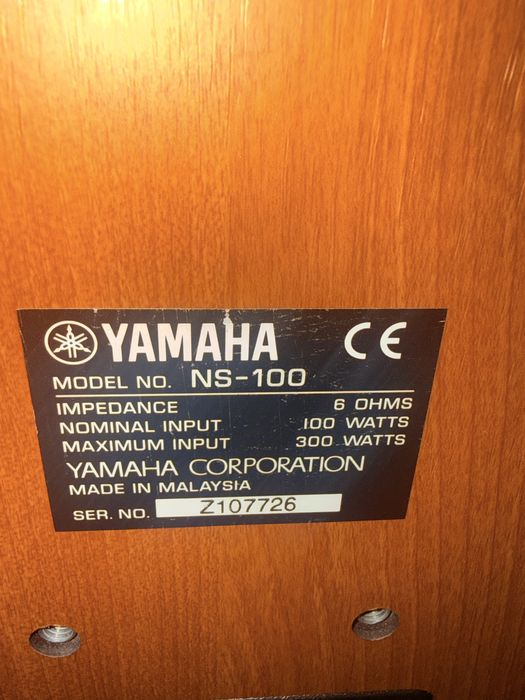 YAMAHA CE
MODEL NO. NS-100
IMPEDANCE 6 OHMS
NOMINAL INPUT 100 WATTS
MAXIMUM INPUT 300 WATTS
YAMAHA CORPORATION
MADE IN MALAYSIA
SER. NO. Z107726